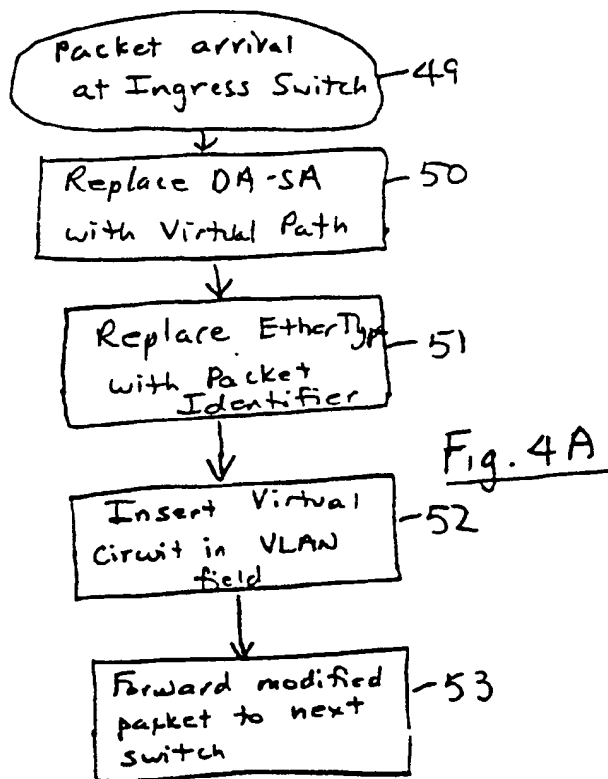 Packet arrival
at Ingress Switch
49
Replace DA-SA
with Virtual Path
50
Replace EtherType
with Packet
Identifier
51
Fig. 4A
Insert Virtual
Circuit in VLAN
field
52
Forward modified
packet to next
switch
53